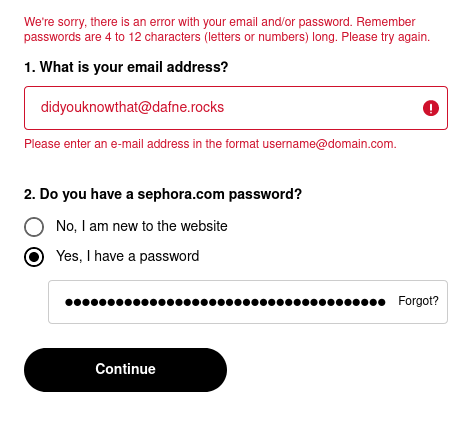 We're sorry, there is an error with your email and/or password. Remember
passwords are 4 to 12 characters (letters or numbers) long. Please try again.
1. What is your email address?
didyouknowthat@dafne.rocks
Please enter an e-mail address in the format username@domain.com.
2. Do you have a sephora.com password?
No, I am new to the website
Yes, I have a password
●●●●●●●●●●●●●●●●●●●●●●●●●●●●●●●●●●●●●● Forgot?
Continue